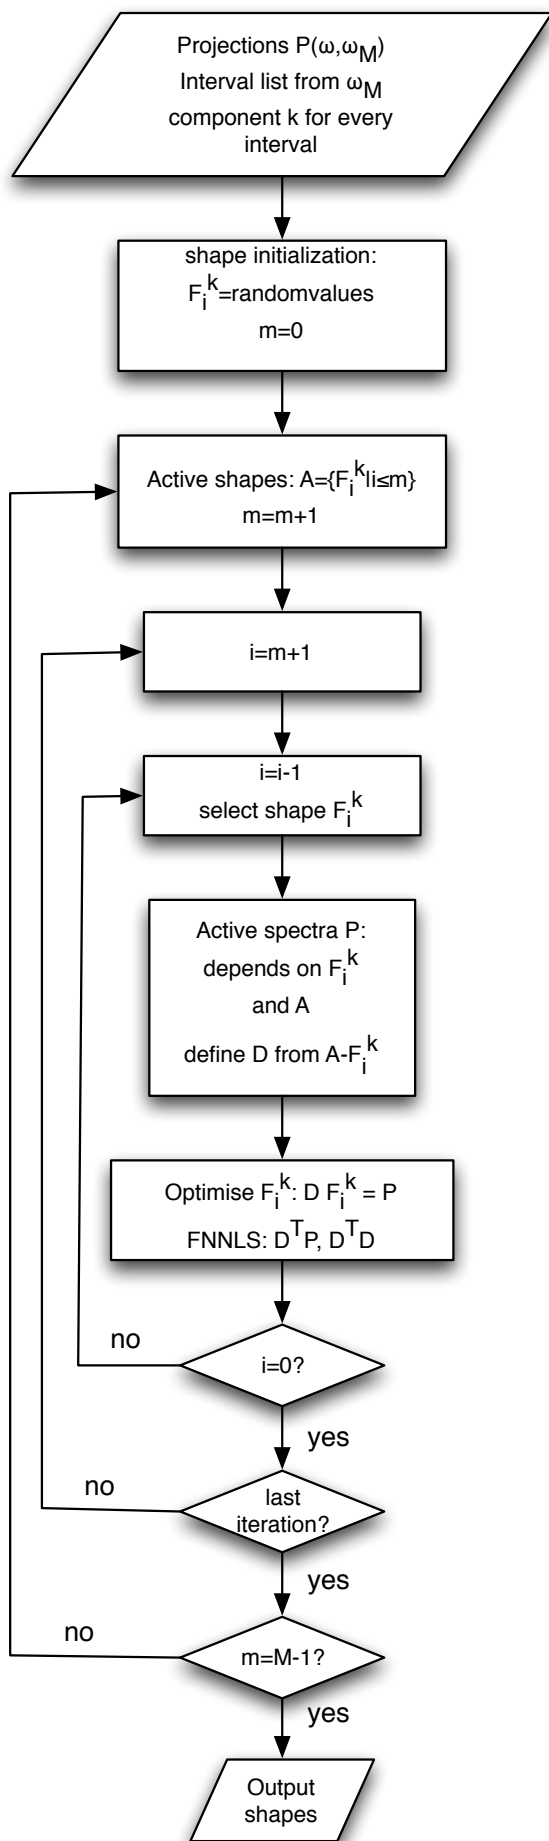 Projections P(ω,ω_M)
Interval list from ω_M
component k for every
interval
shape initialization:
F_i^k=randomvalues
m=0
Active shapes: A={F_i^k|i≤m}
m=m+1
i=m+1
i=i-1
select shape F_i^k
Active spectra P:
depends on F_i^k
and A
define D from A-F_i^k
Optimise F_i^k: D F_i^k = P
FNNLS: D^TP, D^TD
i=0?
no
yes
last
iteration?
no
yes
m=M-1?
no
yes
Output
shapes